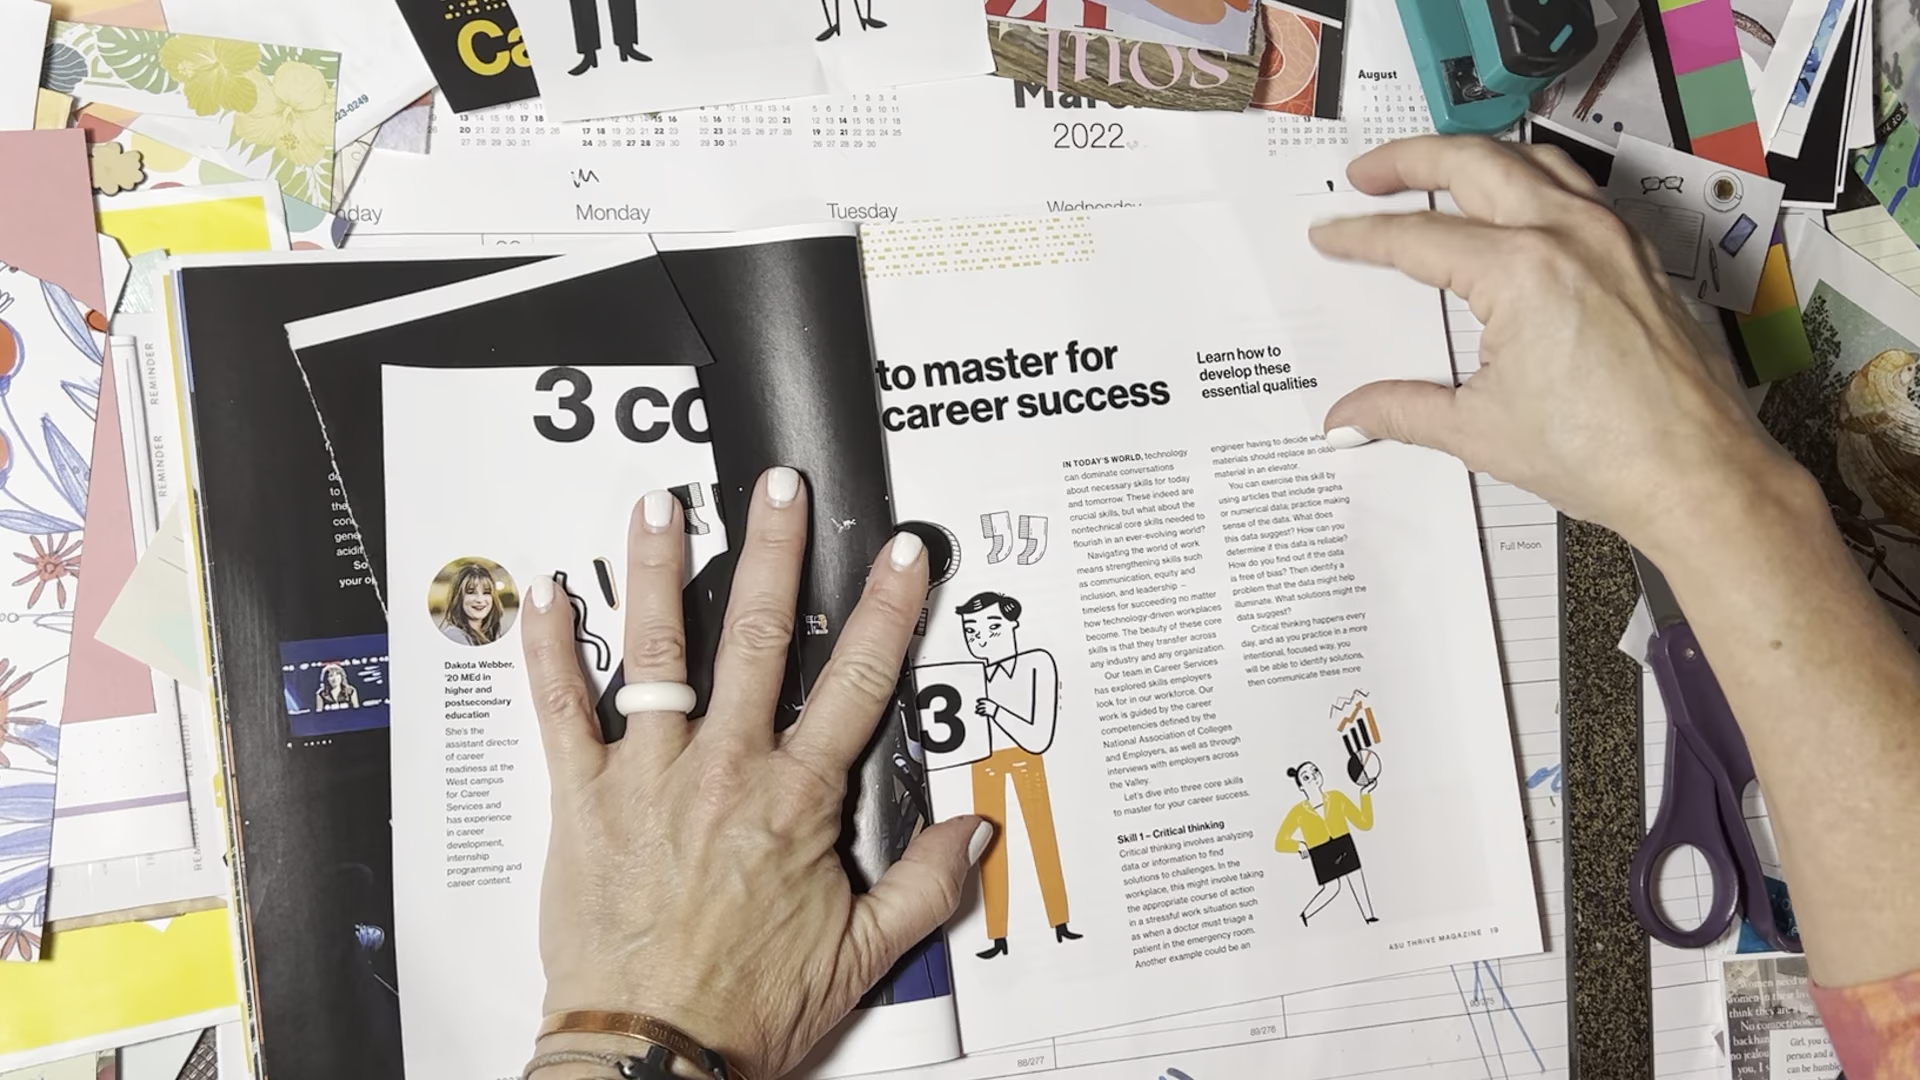 Ca
inos
August
2022
Monday
Tuesday
Wednesday
REMINDER
REMINDER
3 co
to master for
career success
Learn how to
develop these
essential qualities
your o
Dakota Webber,
'20 MEd in
higher and
postsecondary
education
She's the
assistant director
of career
readiness at the
West campus
for Career
Services and
has experience
in career
development,
internship
programming and
career content.
3
IN TODAY'S WORLD, technology
can dominate conversations
about necessary skills for today
and tomorrow. These indeed are
crucial skills, but what about the
nontechnical core skills needed to
flourish in an ever-evolving world?
Navigating the world of work
means strengthening skills such
as communication, equity and
inclusion, and leadership –
timeless for succeeding no matter
how technology-driven workplaces
become. The beauty of these core
skills is that they transfer across
any industry and any organization.
Our team in Career Services
has explored skills employers
look for in our workforce. Our
work is guided by the career
competencies defined by the
National Association of Colleges
and Employers, as well as through
interviews with employers across
the Valley.
Let's dive into three core skills
to master for your career success.
Skill 1 – Critical thinking
Critical thinking involves analyzing
data or information to find
solutions to challenges. In the
workplace, this might involve taking
the appropriate course of action
in a stressful work situation such
as when a doctor must triage a
patient in the emergency room.
Another example could be an
engineer having to decide what
materials should replace an older
material in an elevator.
You can exercise this skill by
using articles that include graphs
or numerical data; practice making
sense of the data. What does
this data suggest? How can you
determine if this data is reliable?
How do you find out if the data
is free of bias? Then identify a
problem that the data might help
illuminate. What solutions might the
data suggest?
Critical thinking happens every
day, and as you practice in a more
intentional, focused way, you
will be able to identify solutions,
then communicate these more
ASU THRIVE MAGAZINE 19
Full Moon
88/277
89/276
90/275